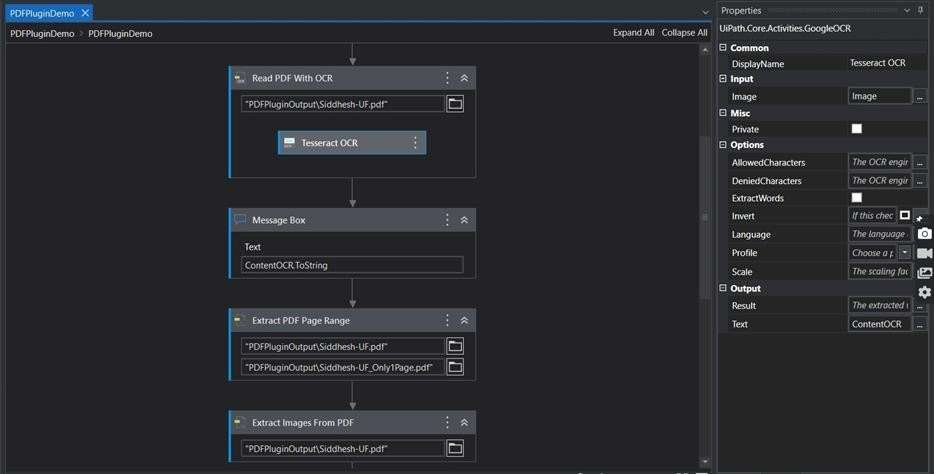 PDFPluginDemo
PDFPluginDemo > PDFPluginDemo
Expand All Collapse All
Read PDF With OCR
"PDFPluginOutput\Siddhesh-UF.pdf"
Tesseract OCR
Message Box
Text
ContentOCR.ToString
Extract PDF Page Range
"PDFPluginOutput\Siddhesh-UF.pdf"
"PDFPluginOutput\Siddhesh-UF_Only1Page.pdf"
Extract Images From PDF
"PDFPluginOutput\Siddhesh-UF.pdf"
Properties
UiPath.Core.Activities.GoogleOCR
Common
DisplayName Tesseract OCR
Input
Image Image ...
Misc
Private
Options
AllowedCharacters The OCR engir ...
DeniedCharacters The OCR engir ...
ExtractWords
Invert If this chec
Language The language
Profile Choose a p
Scale The scaling fac
Output
Result The extracted ...
Text ContentOCR ...